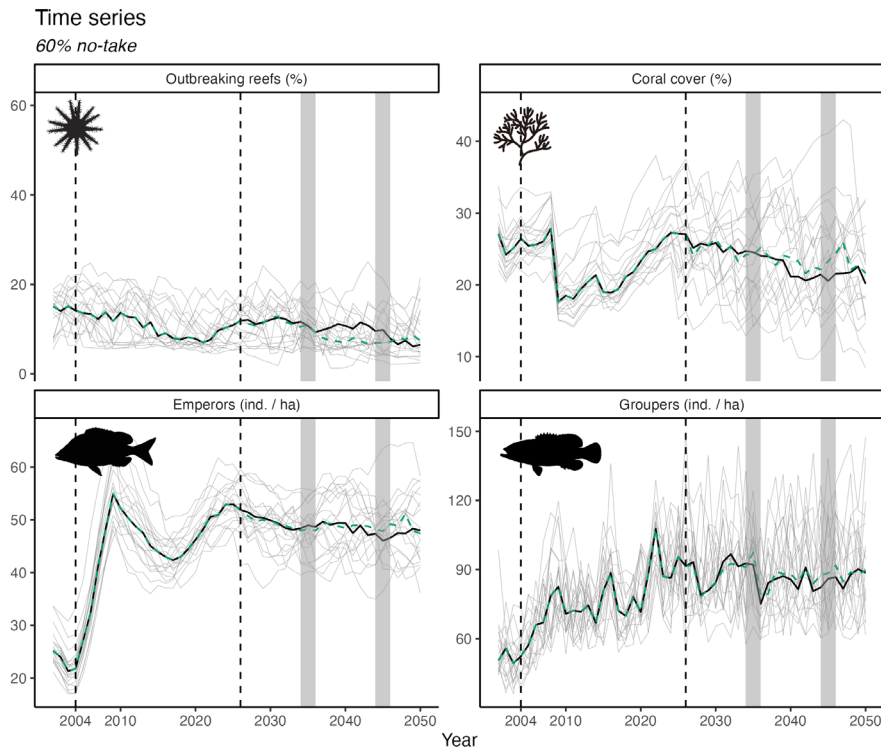 Time series
60% no-take
Outbreaking reefs (%)
Coral cover (%)
60
40
20
0
40
30
20
10
Emperors (ind. / ha)
Groupers (ind. / ha)
60
50
40
30
20
150
120
90
60
2004 2010 2020 2030 2040 2050
2004 2010 2020 2030 2040 2050
Year